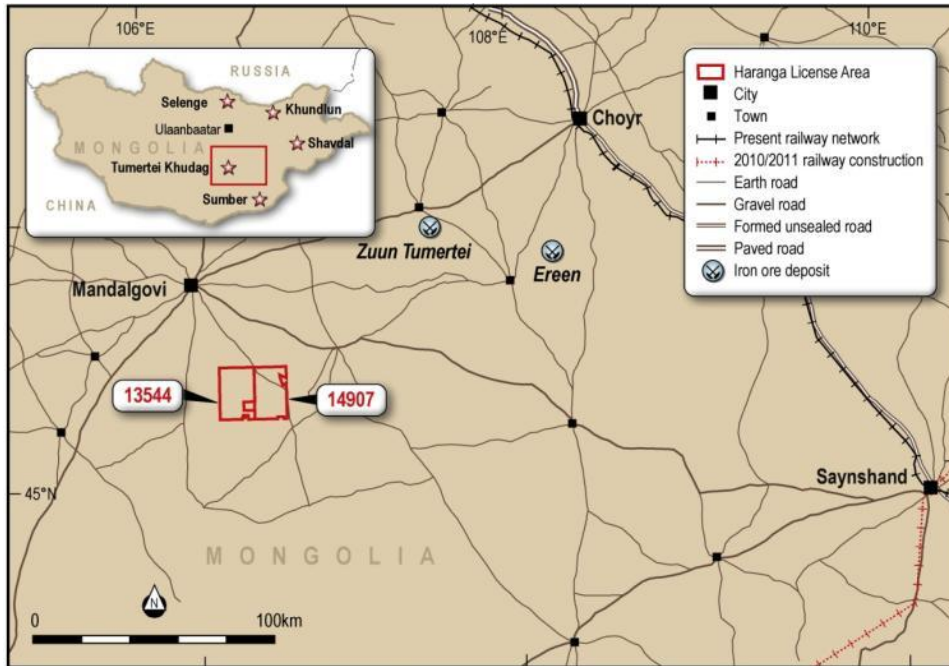 106°E
108°E
110°E
RUSSIA
Selenge
Khundlun
Ulaanbaatar
Shavdal
MONGOLIA
Tumertei Khudag
Sumber
CHINA
Haranga License Area
City
Town
Present railway network
2010/2011 railway construction
Earth road
Gravel road
Formed unsealed road
Paved road
Iron ore deposit
Choyr
Zuun Tumertei
Ereen
Mandalgovi
13544
14907
Saynshand
45°N
MONGOLIA
N
0
100km